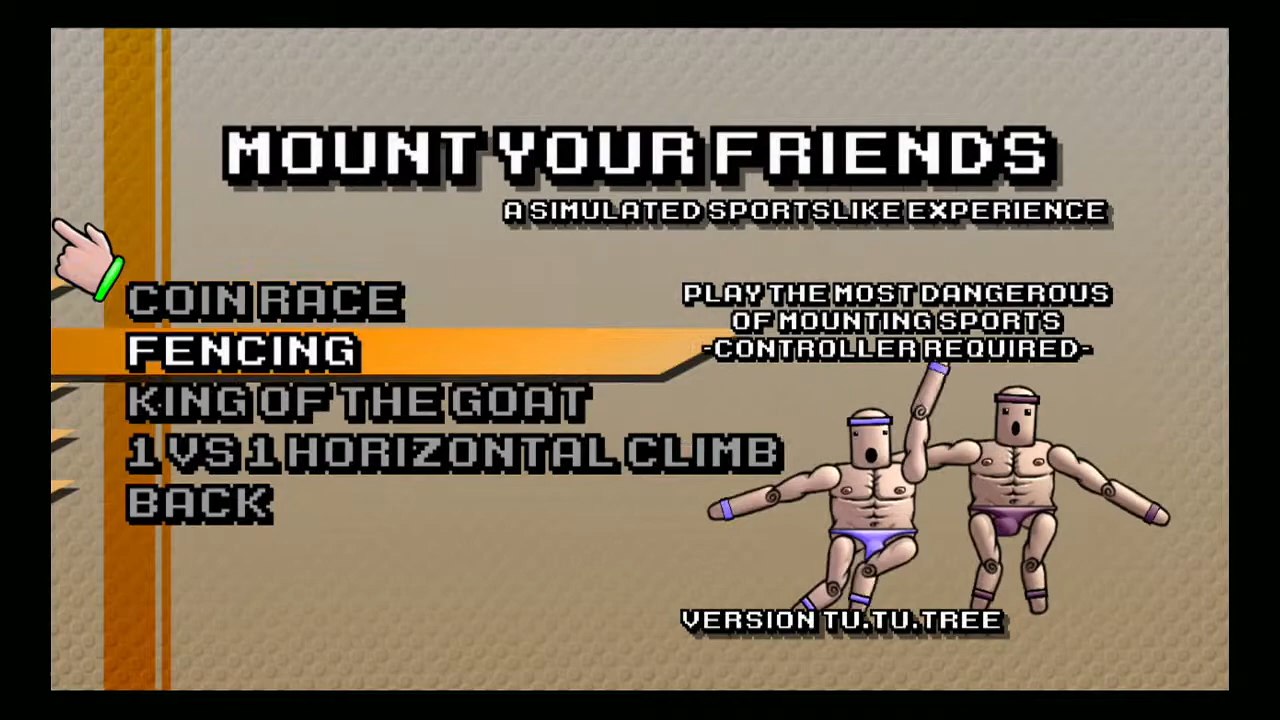 MOUNT YOUR FRIENDS
A SIMULATED SPORTSLIKE EXPERIENCE
COIN RACE
FENCING
KING OF THE GOAT
1 VS 1 HORIZONTAL CLIMB
BACK
PLAY THE MOST DANGEROUS
OF MOUNTING SPORTS
-CONTROLLER REQUIRED-
VERSION TU.TU.TREE